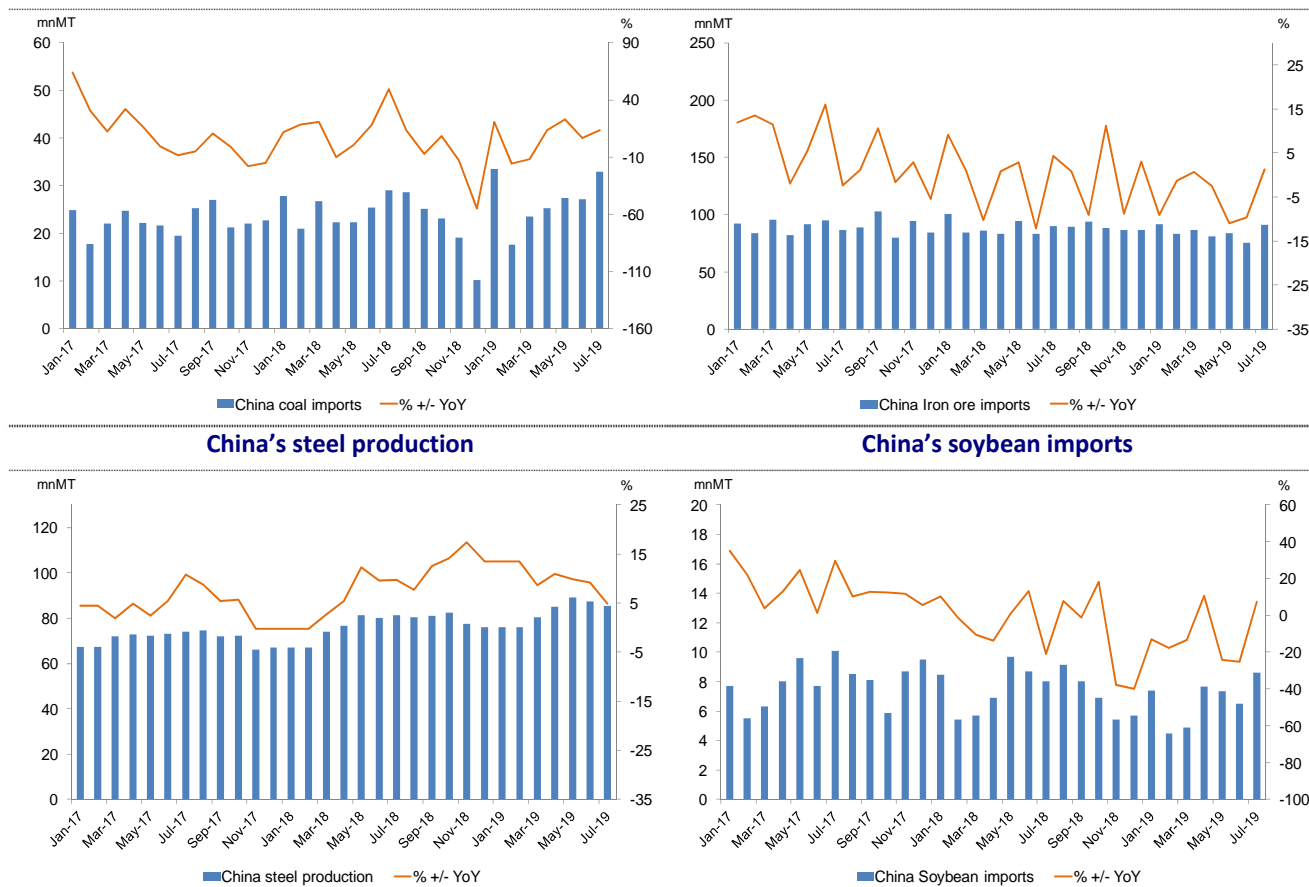 mnMT %
60 90
50 40
40 -10
30 -60
20 -110
10
0 -160
Jan-17 Mar-17 May-17 Jul-17 Sep-17 Nov-17 Jan-18 Mar-18 May-18 Jul-18 Sep-18 Nov-18 Jan-19 Mar-19 May-19 Jul-19
China coal imports % +/- YoY
mnMT %
250 25
200 15
150 5
100 -5
50 -15
-25
0 -35
Jan-17 Mar-17 May-17 Jul-17 Sep-17 Nov-17 Jan-18 Mar-18 May-18 Jul-18 Sep-18 Nov-18 Jan-19 Mar-19 May-19 Jul-19
China Iron ore imports % +/- YoY
China's steel production
mnMT %
25
120 15
100 5
80 -5
60 -15
40 -25
20
0 -35
Jan-17 Mar-17 May-17 Jul-17 Sep-17 Nov-17 Jan-18 Mar-18 May-18 Jul-18 Sep-18 Nov-18 Jan-19 Mar-19 May-19 Jul-19
China steel production % +/- YoY
China's soybean imports
mnMT %
20 60
18 40
16 20
14 0
12 -20
10 -40
8 -60
6 -80
4
2
0 -100
Jan-17 Mar-17 May-17 Jul-17 Sep-17 Nov-17 Jan-18 Mar-18 May-18 Jul-18 Sep-18 Nov-18 Jan-19 Mar-19 May-19 Jul-19
China Soybean imports % +/- YoY